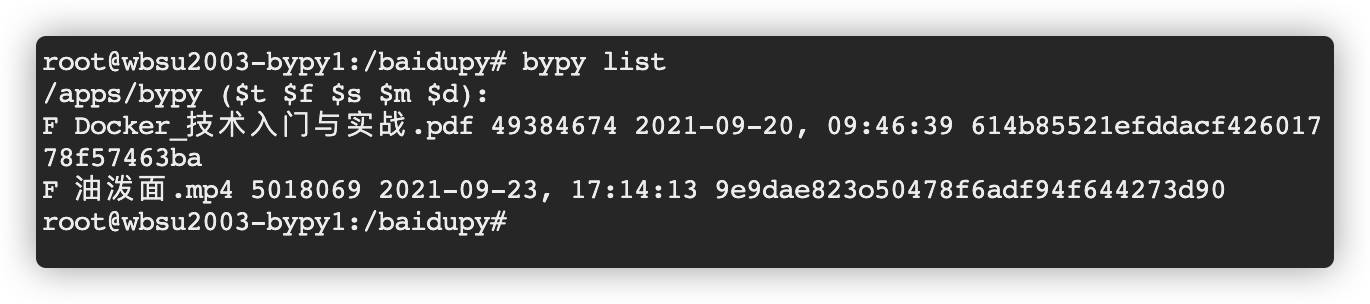 root@wbsu2003-bypy1:/baidupy# bypy list
/apps/bypy ($t $f $s $m $d):
F Docker_技术入门与实战.pdf 49384674 2021-09-20, 09:46:39 614b85521efddacf426017
78f57463ba
F 油泼面.mp4 5018069 2021-09-23, 17:14:13 9e9dae823o50478f6adf94f644273d90
root@wbsu2003-bypy1:/baidupy#